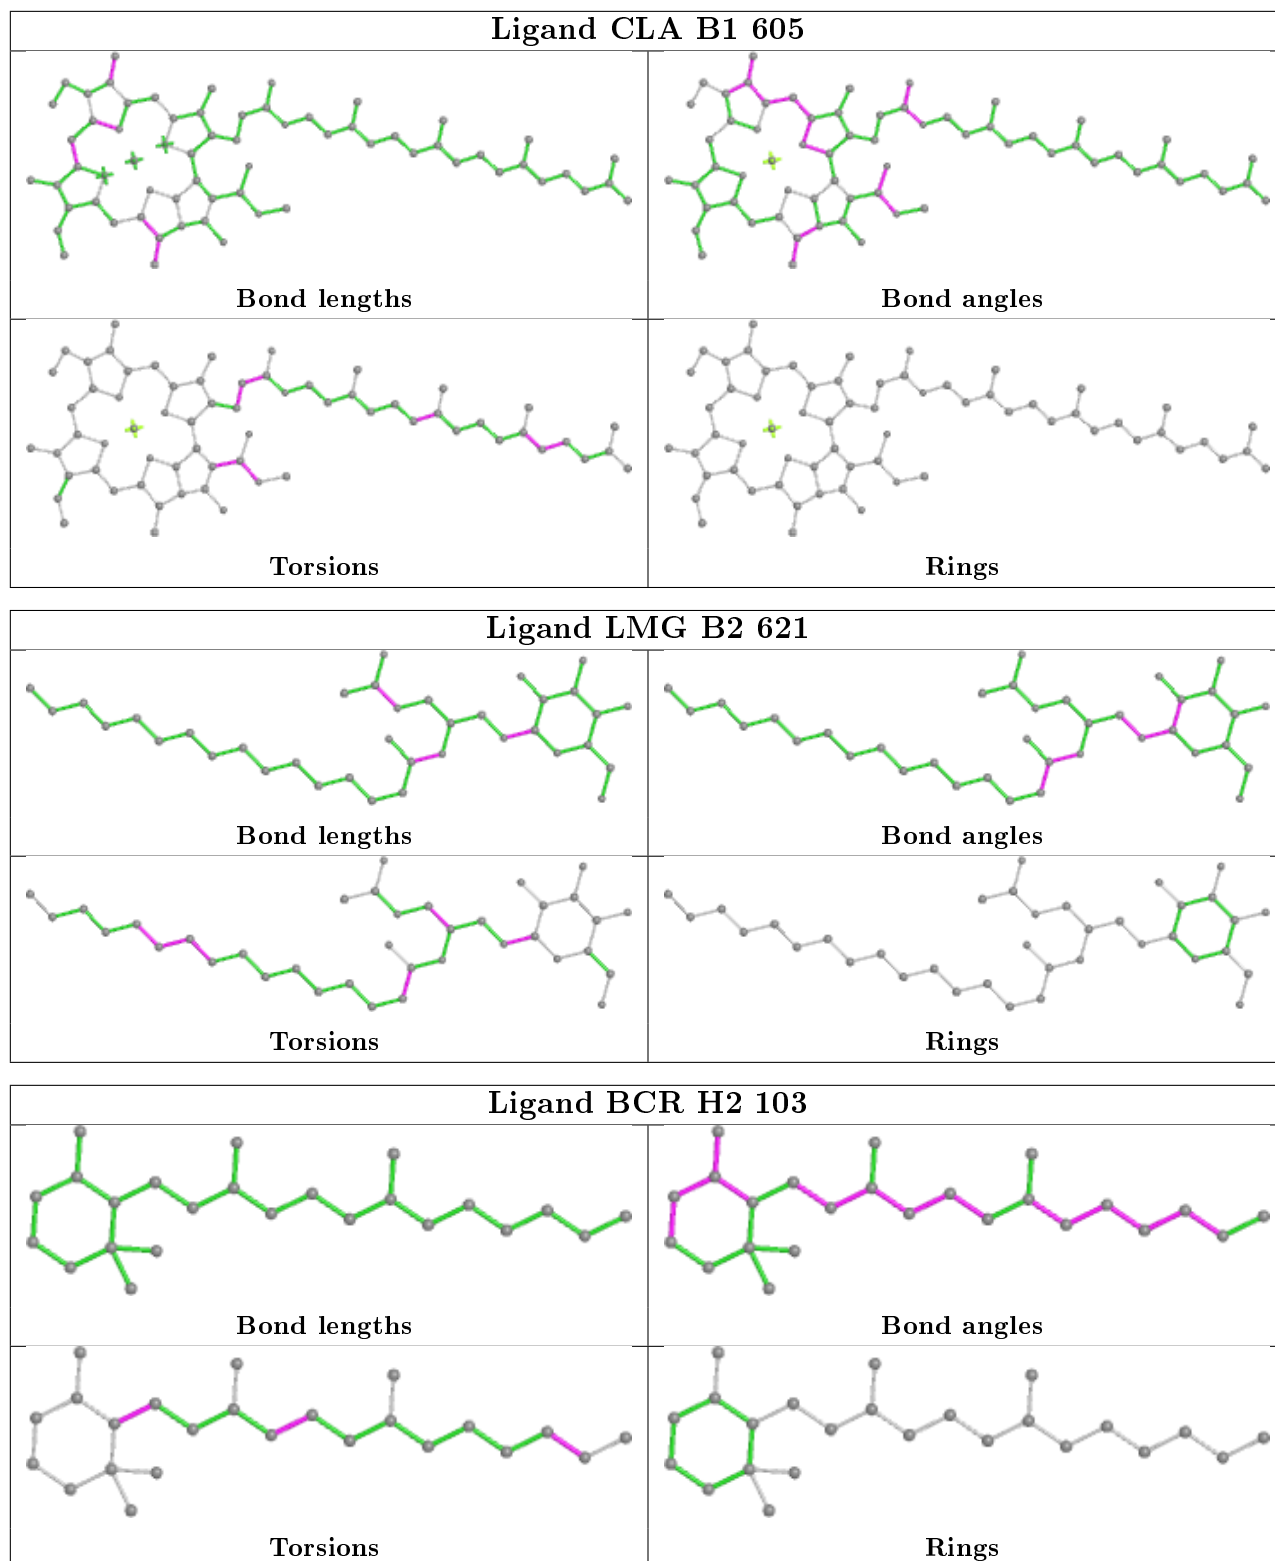 Ligand CLA B1 605
Bond lengths
Bond angles
Torsions
Rings
Ligand LMG B2 621
Bond lengths
Bond angles
Torsions
Rings
Ligand BCR H2 103
Bond lengths
Bond angles
Torsions
Rings